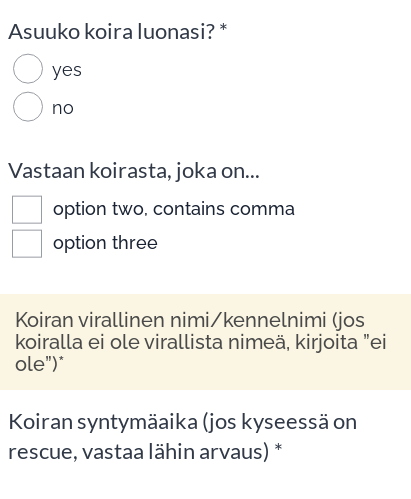 Asuuko koira luonasi? *
yes
no
Vastaan koirasta, joka on...
option two, contains comma
option three
Koiran virallinen nimi/kennelnimi (jos
koiralla ei ole virallista nimeä, kirjoita ”ei
ole”)*
Koiran syntymäaika (jos kyseessä on
rescue, vastaa lähin arvaus) *